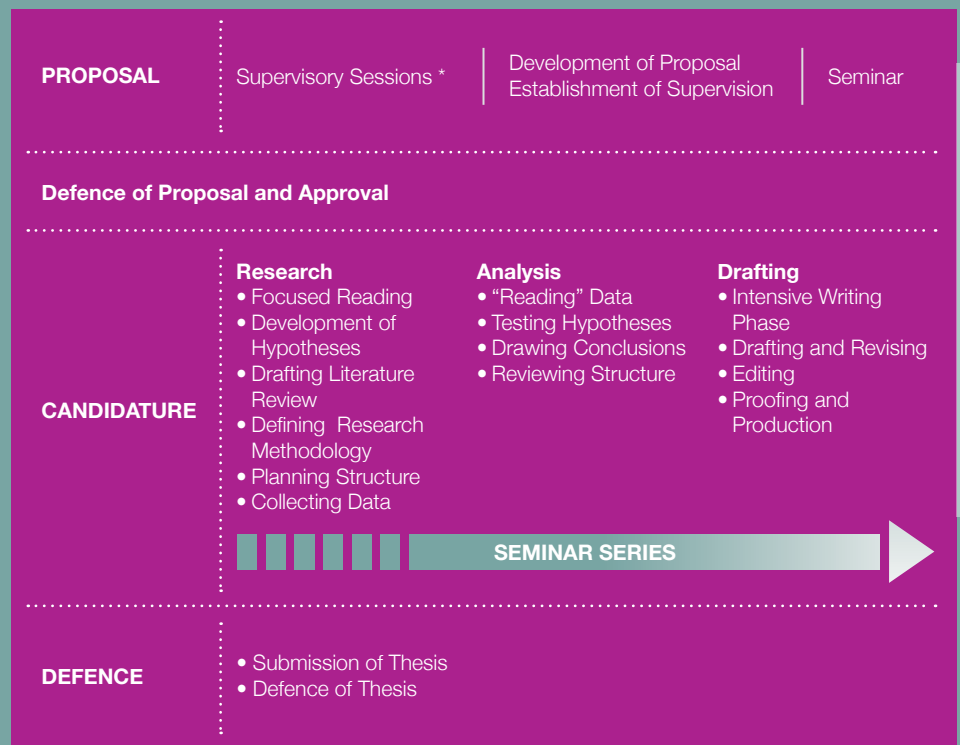 PROPOSAL
Supervisory Sessions *
Development of Proposal
Establishment of Supervision
Seminar
Defence of Proposal and Approval
CANDIDATURE
Research
• Focused Reading
• Development of
Hypotheses
• Drafting Literature
Review
• Defining Research
Methodology
• Planning Structure
• Collecting Data
Analysis
• “Reading” Data
• Testing Hypotheses
• Drawing Conclusions
• Reviewing Structure
Drafting
• Intensive Writing
Phase
• Drafting and Revising
• Editing
• Proofing and
Production
SEMINAR SERIES
DEFENCE
• Submission of Thesis
• Defence of Thesis